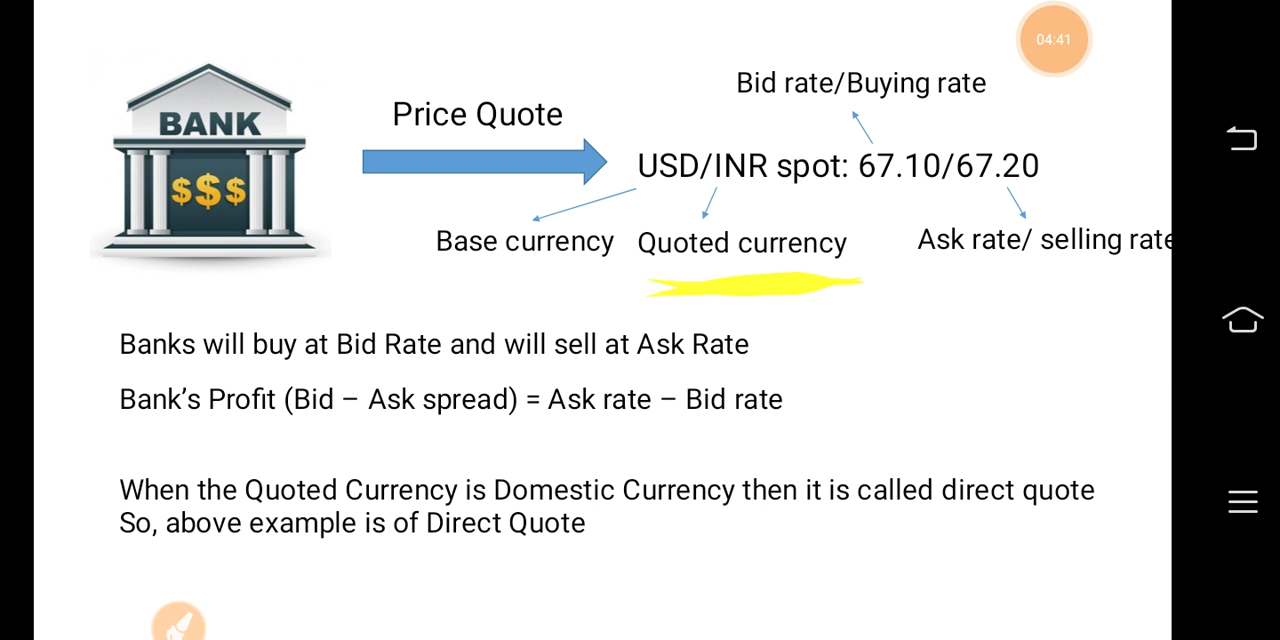 04:41
BANK
$$$
Price Quote
Bid rate/Buying rate
USD/INR spot: 67.10/67.20
Base currency
Quoted currency
Ask rate/ selling rate
Banks will buy at Bid Rate and will sell at Ask Rate
Bank’s Profit (Bid – Ask spread) = Ask rate – Bid rate
When the Quoted Currency is Domestic Currency then it is called direct quote
So, above example is of Direct Quote